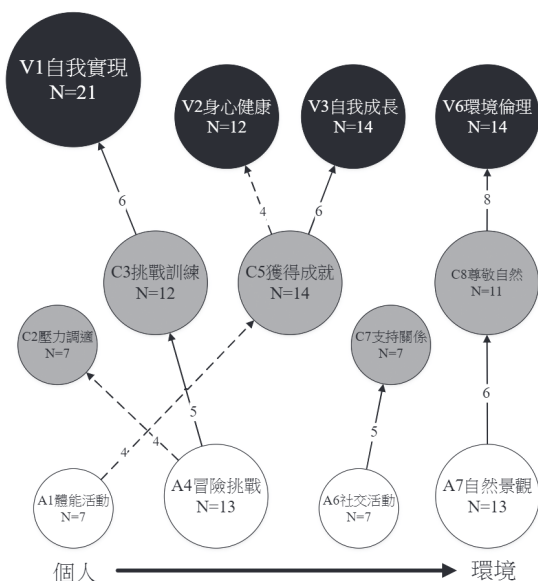 V1自我實現
N=21
V2身心健康
N=12
V3自我成長
N=14
V6環境倫理
N=14
6
4
6
8
C3挑戰訓練
N=12
C5獲得成就
N=14
C8尊敬自然
N=11
C2壓力調適
N=7
C7支持關係
N=7
4
4
5
5
6
A1體能活動
N=7
A4冒險挑戰
N=13
A6社交活動
N=7
A7自然景觀
N=13
個人
環境